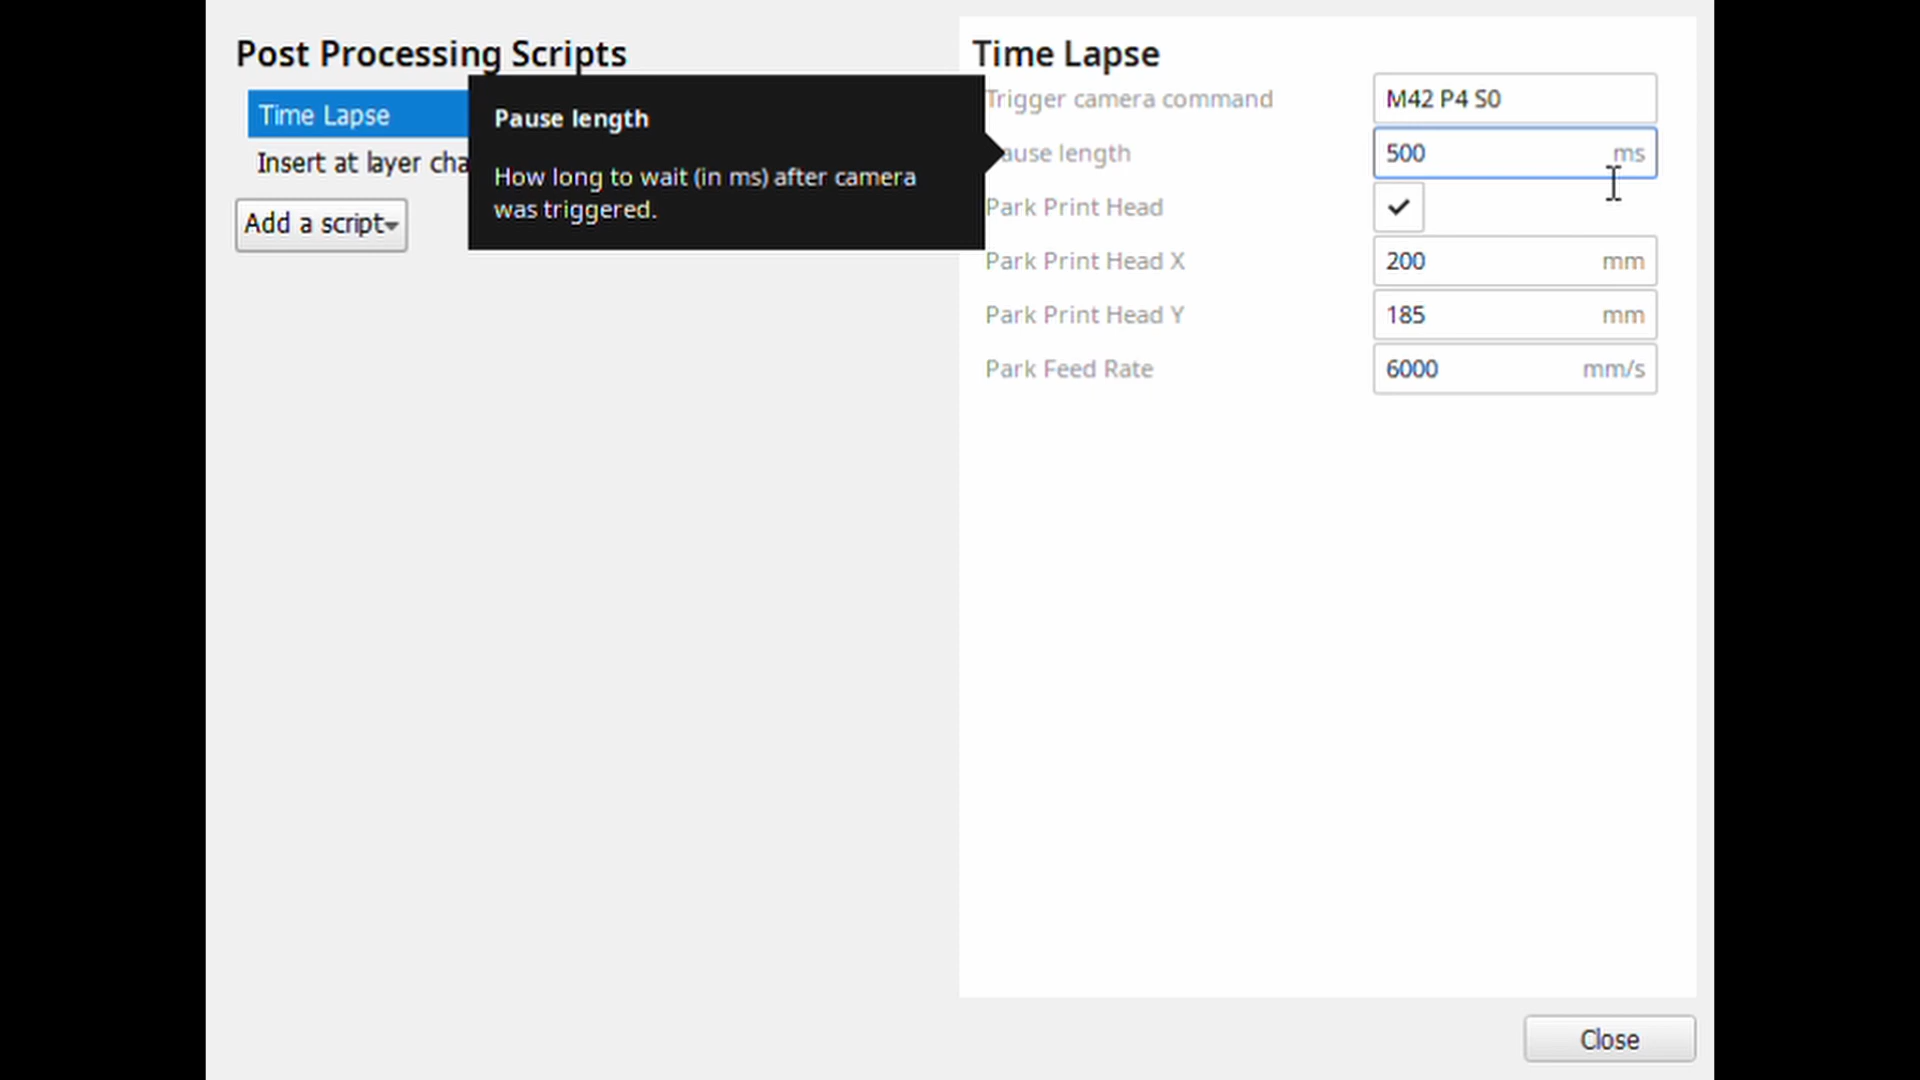 Post Processing Scripts
Time Lapse
Insert at layer cha
Add a script
Pause length
How long to wait (in ms) after camera
was triggered.
Time Lapse
Trigger camera command
M42 P4 S0
ause length
500 ms
Park Print Head
Park Print Head X
200 mm
Park Print Head Y
185 mm
Park Feed Rate
6000 mm/s
Close